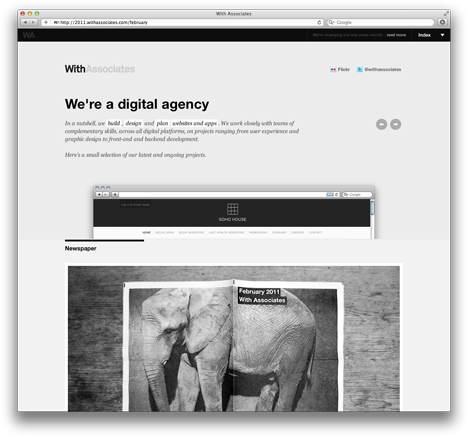 With Associates
http://2011.withassociates.com/february
Google
WA
We're changing our site every month... read more
Index
WithAssociates
Flickr
@withassociates
We're a digital agency
In a nutshell, we build, design and plan websites and apps. We work closely with teams of
complementary skills, across all digital platforms, on projects ranging from user experience and
graphic design to front-end and backend development.
Here's a small selection of our latest and ongoing projects.
Google
SOHO HOUSE
HOME
CONTACT
Newspaper
February 2011
With Associates